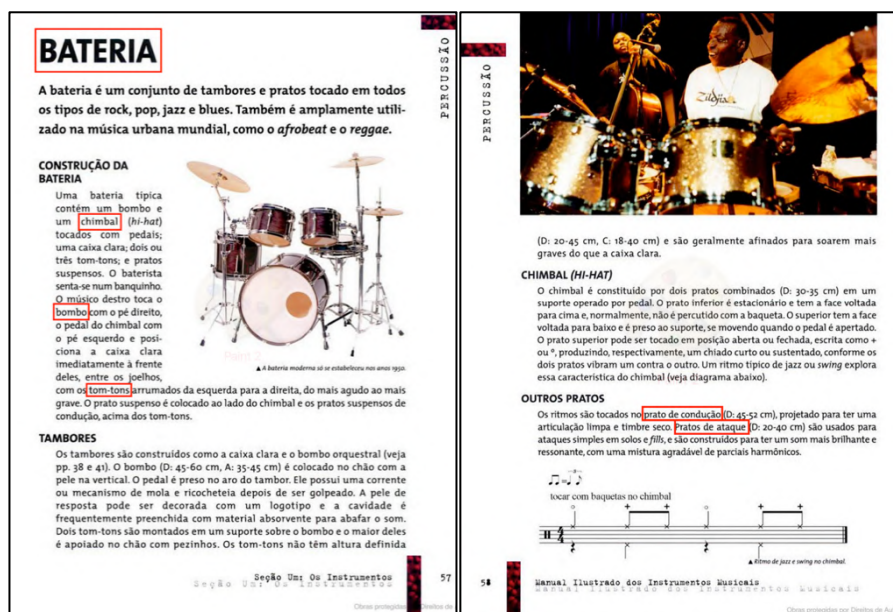 BATERIA
A bateria é um conjunto de tambores e pratos tocado em todos
os tipos de rock, pop, jazz e blues. Também é amplamente utili-
zado na música urbana mundial, como o afrobeat e o reggae.
CONSTRUÇÃO DA
BATERIA
Uma bateria típica
contém um bombo e
um chimbal (hi-hat)
tocados com pedais;
uma caixa clara; dois ou
três tom-tons; e pratos
suspensos. O baterista
senta-se num banquinho.
O músico destro toca o
bombo com o pé direito,
o pedal do chimbal com
o pé esquerdo e posi-
ciona a caixa clara
imediatamente à frente
deles, entre os joelhos,
com os tom-tons arrumados da esquerda para a direita, do mais agudo ao mais
grave. O prato suspenso é colocado ao lado do chimbal e os pratos suspensos de
condução, acima dos tom-tons.
▲ A bateria moderna só se estabeleceu nos anos 1950.
TAMBORES
Os tambores são construídos como a caixa clara e o bombo orquestral (veja
pp. 38 e 41). O bombo (D: 45-60 cm, A: 35-45 cm) é colocado no chão com a
pele na vertical. O pedal é preso no aro do tambor. Ele possui uma corrente
ou mecanismo de mola e ricocheteia depois de ser golpeado. A pele de
resposta pode ser decorada com um logotipo e a cavidade é
frequentemente preenchida com material absorvente para abafar o som.
Dois tom-tons são montados em um suporte sobre o bombo e o maior deles
é apoiado no chão com pezinhos. Os tom-tons não têm altura definida
Seção Um: Os Instrumentos
57
PERCUSSÃO
PERCUSSÃO
Zildjian
(D: 20-45 cm, C: 18-40 cm) e são geralmente afinados para soarem mais
graves do que a caixa clara.
CHIMBAL (HI-HAT)
O chimbal é constituído por dois pratos combinados (D: 30-35 cm) em um
suporte operado por pedal. O prato inferior é estacionário e tem a face voltada
para cima e, normalmente, não é percutido com a baqueta. O superior tem a face
voltada para baixo e é preso ao suporte, se movendo quando o pedal é apertado.
O prato superior pode ser tocado em posição aberta ou fechada, escrita como +
ou º, produzindo, respectivamente, um chiado curto ou sustentado, conforme os
dois pratos vibram um contra o outro. Um ritmo típico de jazz ou swing explora
essa característica do chimbal (veja diagrama abaixo).
OUTROS PRATOS
Os ritmos são tocados no prato de condução (D: 45-52 cm), projetado para ter uma
articulação limpa e timbre seco. Pratos de ataque (D: 20-40 cm) são usados para
ataques simples em solos e fills, e são construídos para ter um som mais brilhante e
ressonante, com uma mistura agradável de parciais harmônicos.
tocar com baquetas no chimbal
▲ Ritmo de jazz e swing no chimbal.
58 Manual Ilustrado dos Instrumentos Musicais